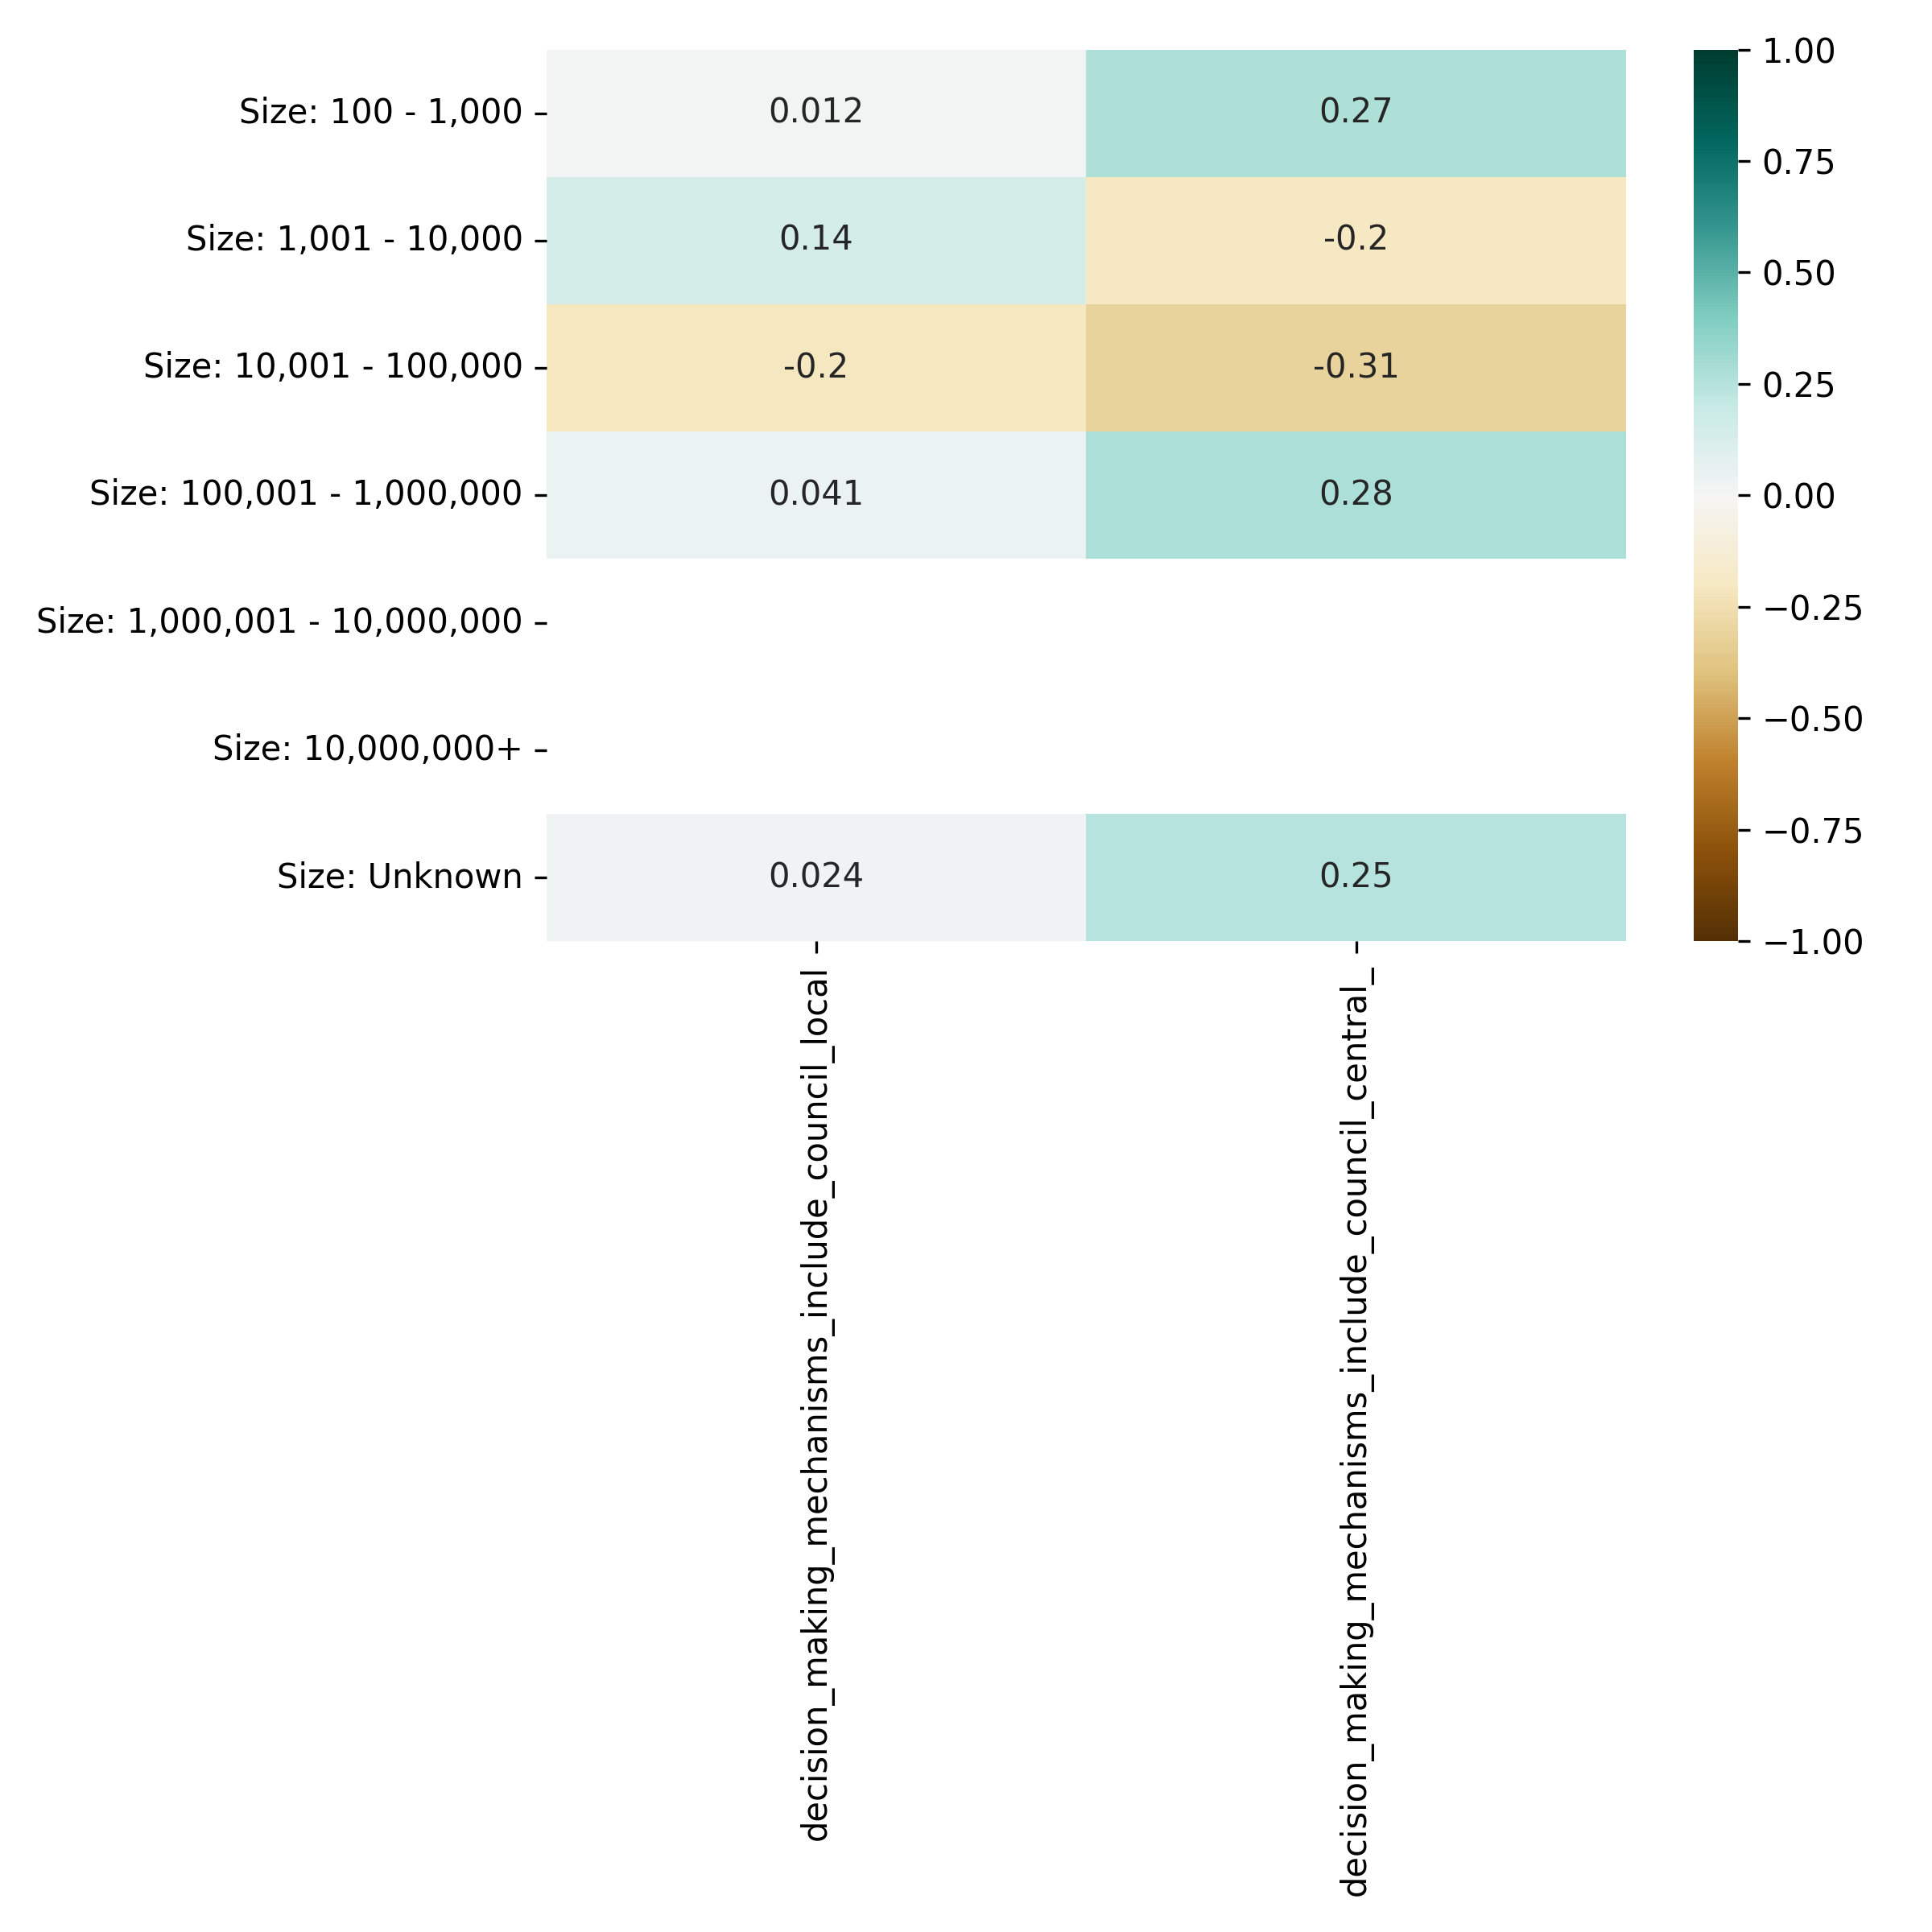 Size: 100 - 1,000
0.012
0.27
Size: 1,001 - 10,000
0.14
-0.2
Size: 10,001 - 100,000
-0.2
-0.31
Size: 100,001 - 1,000,000
0.041
0.28
Size: 1,000,001 - 10,000,000
Size: 10,000,000+
Size: Unknown
0.024
0.25
decision_making_mechanisms_include_council_local
decision_making_mechanisms_include_council_central_
1.00
0.75
0.50
0.25
0.00
−0.25
−0.50
−0.75
−1.00